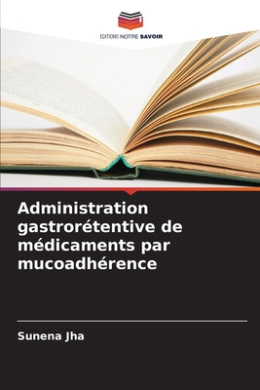 EDITIONS NOTRE SAVOIR
Administration
gastrorétentive de
médicaments par
mucoadhérence
Sunena Jha